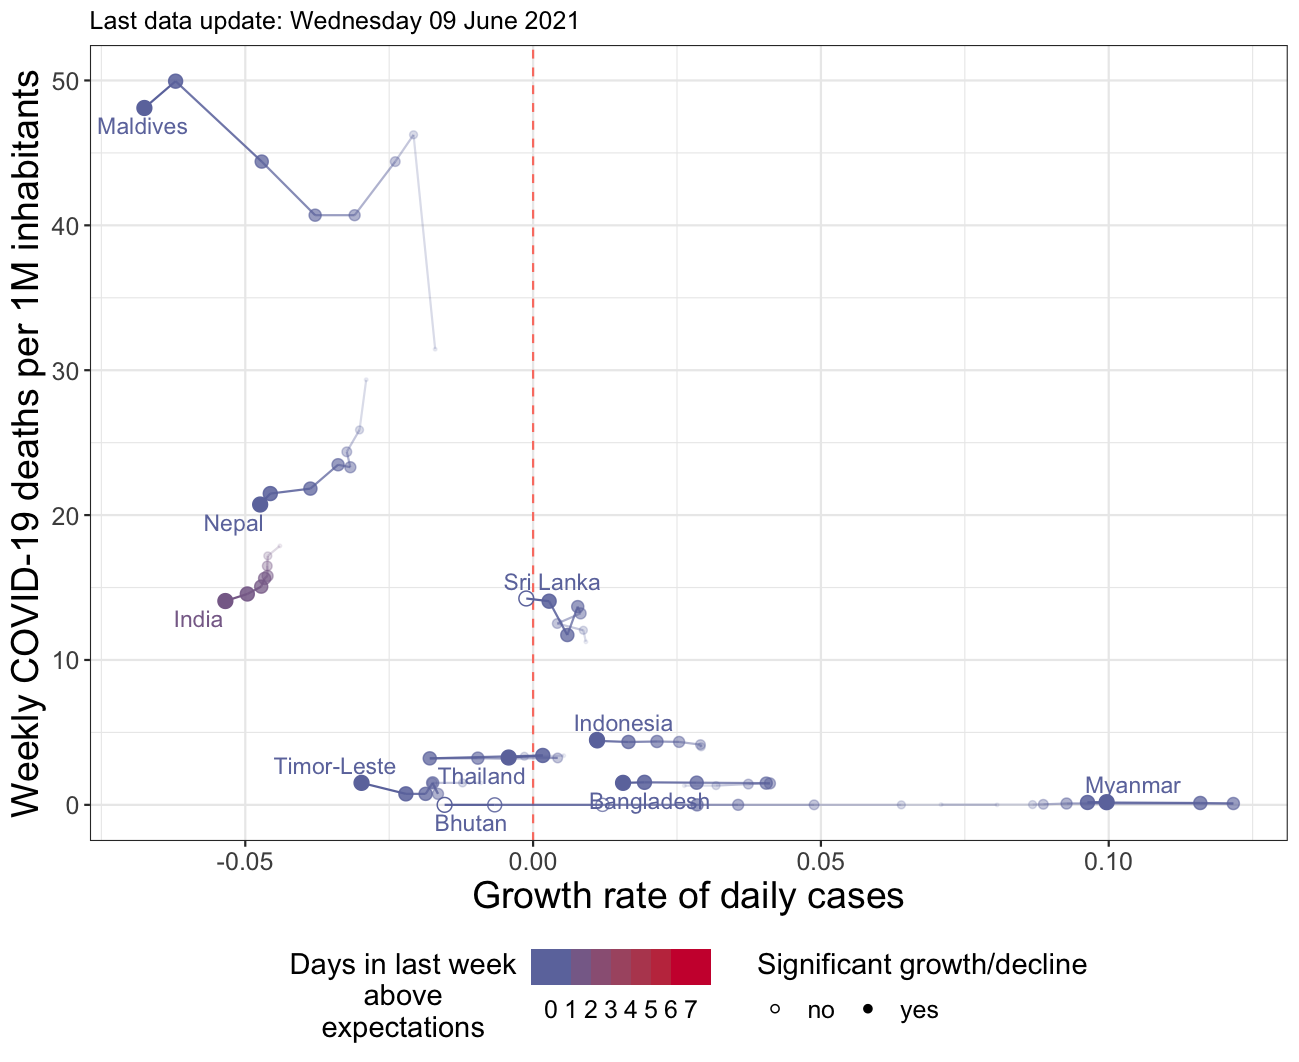 Last data update: Wednesday 09 June 2021
Weekly COVID-19 deaths per 1M inhabitants
50
40
30
20
10
0
Maldives
Nepal
India
Sri Lanka
Indonesia
Timor-Leste
Thailand
Bangladesh
Myanmar
Bhutan
-0.05
0.00
0.05
0.10
Growth rate of daily cases
Days in last week
above
expectations
0 1 2 3 4 5 6 7
Significant growth/decline
no
yes